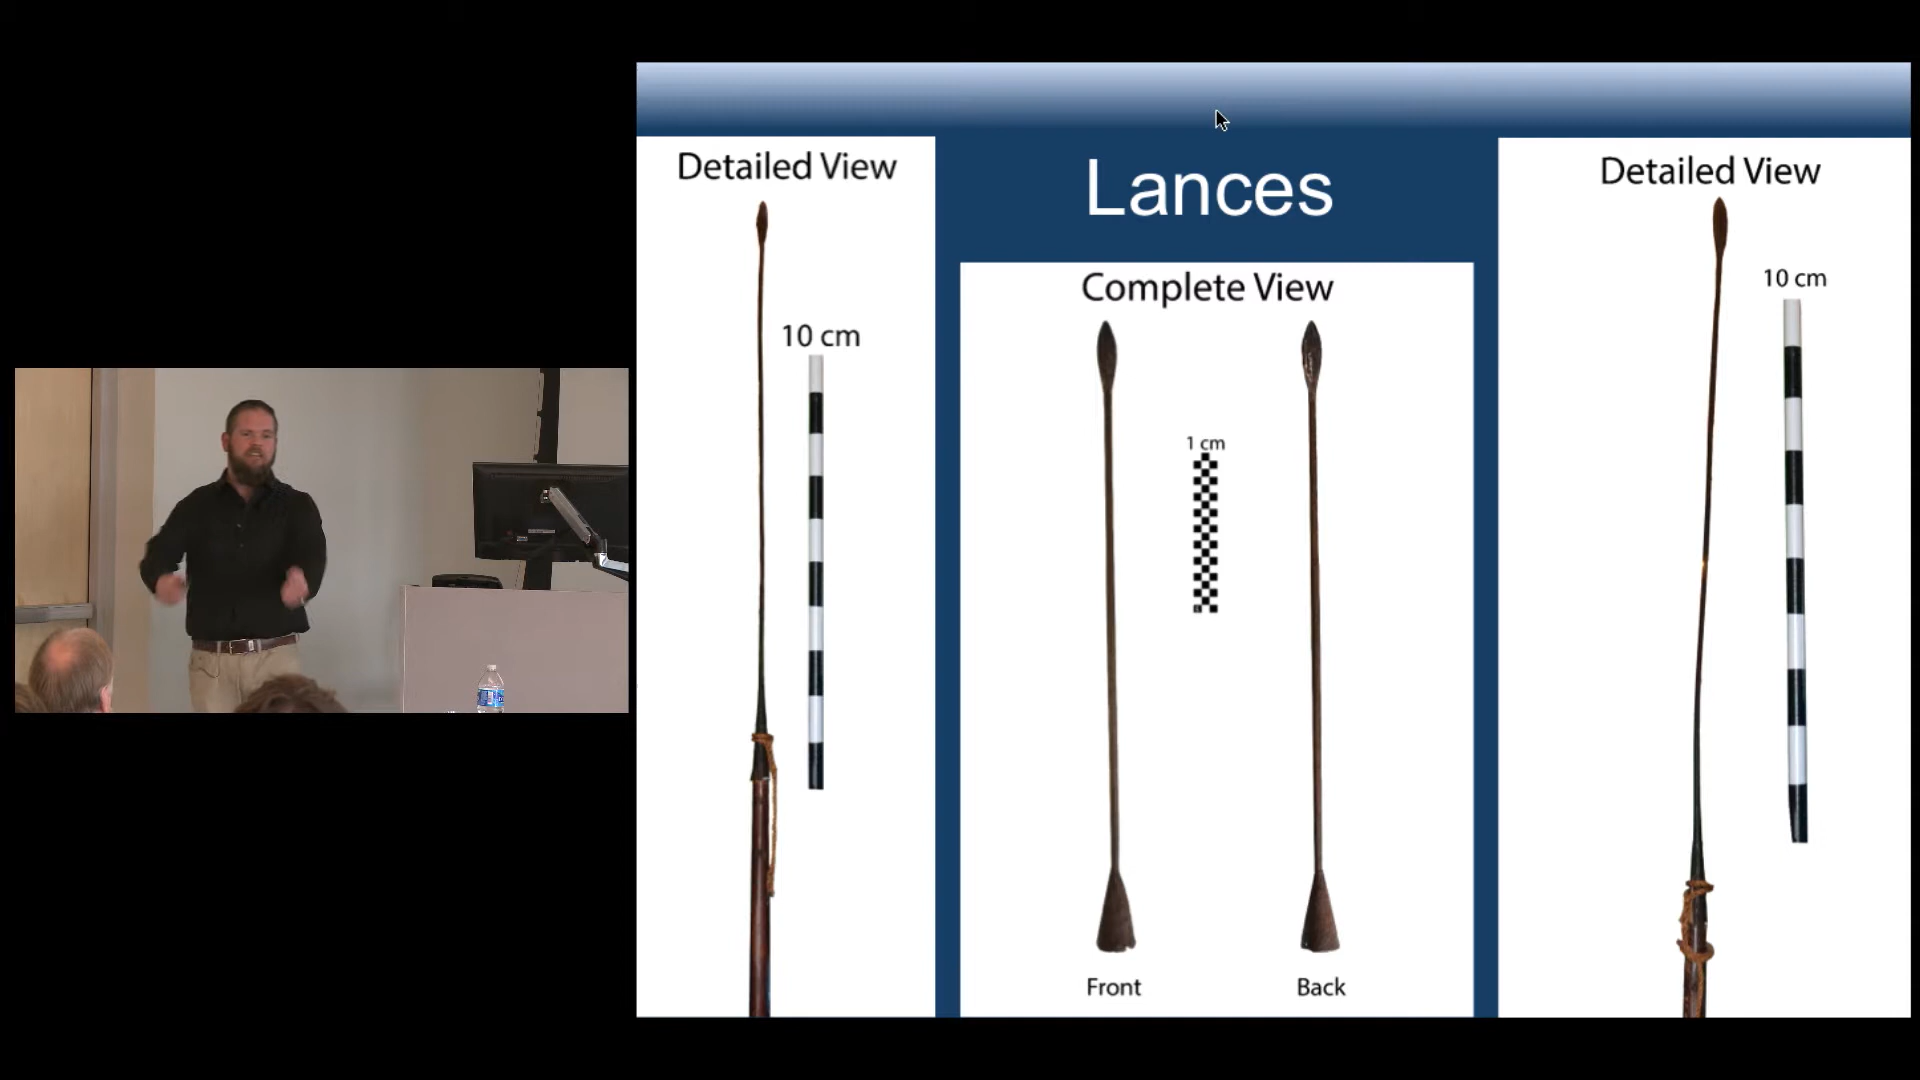 Lances
Detailed View
10 cm
Complete View
1 cm
Front
Back
Detailed View
10 cm